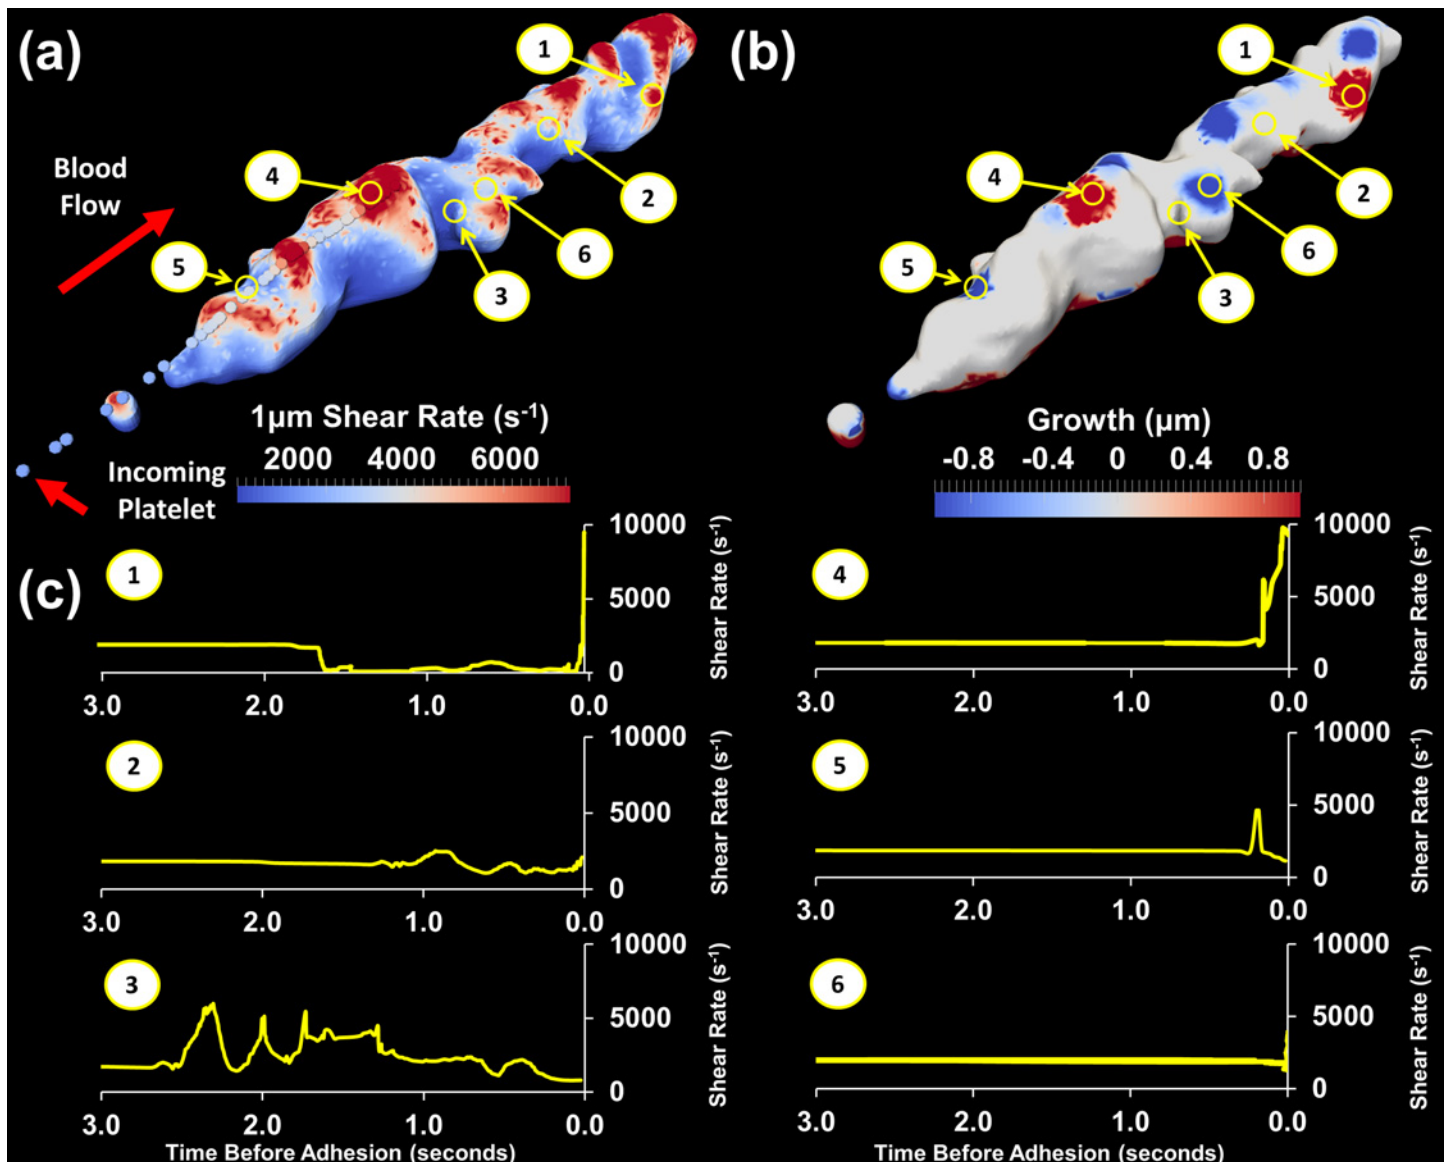 (a)
(b)
1
1
Blood
Flow
4
4
2
2
5
6
5
6
3
3
1µm Shear Rate (s-1)
2000 4000 6000
Growth (µm)
-0.8 -0.4 0 0.4 0.8
Incoming
Platelet
(c)
1
10000
5000
0
Shear Rate (s-1)
3.0 2.0 1.0 0.0
4
10000
5000
0
Shear Rate (s-1)
3.0 2.0 1.0 0.0
2
10000
5000
0
Shear Rate (s-1)
3.0 2.0 1.0 0.0
5
10000
5000
0
Shear Rate (s-1)
3.0 2.0 1.0 0.0
3
10000
5000
0
Shear Rate (s-1)
3.0 2.0 1.0 0.0
Time Before Adhesion (seconds)
6
10000
5000
0
Shear Rate (s-1)
3.0 2.0 1.0 0.0
Time Before Adhesion (seconds)